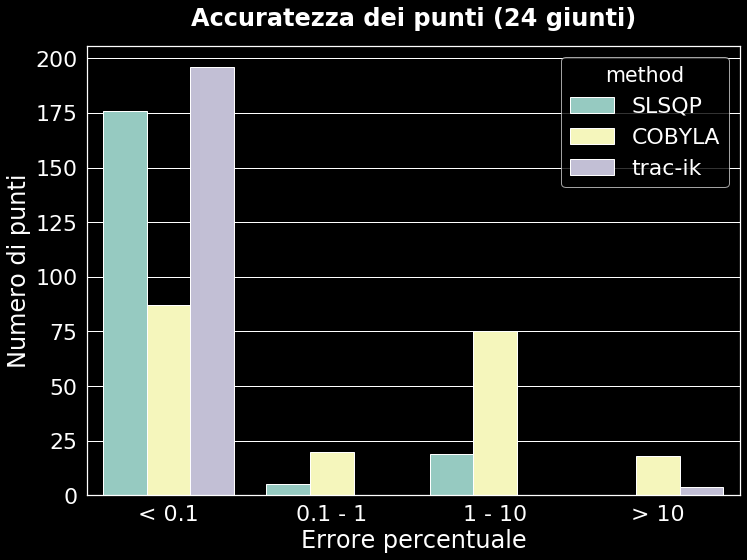 Accuratezza dei punti (24 giunti)
method
SLSQP
COBYLA
trac-ik
Numero di punti
200
175
150
125
100
75
50
25
0
< 0.1
0.1 - 1
1 - 10
> 10
Errore percentuale